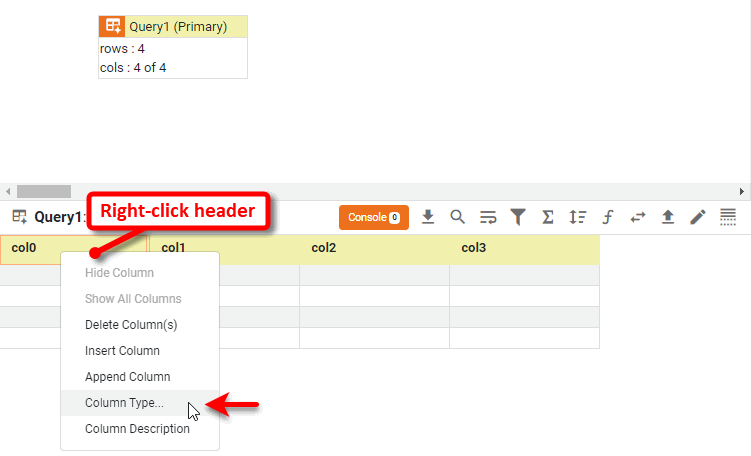 Query1 (Primary)
rows : 4
cols : 4 of 4
Query1:
Right-click header
Console 0
col0 col1 col2 col3
Hide Column
Show All Columns
Delete Column(s)
Insert Column
Append Column
Column Type...
Column Description